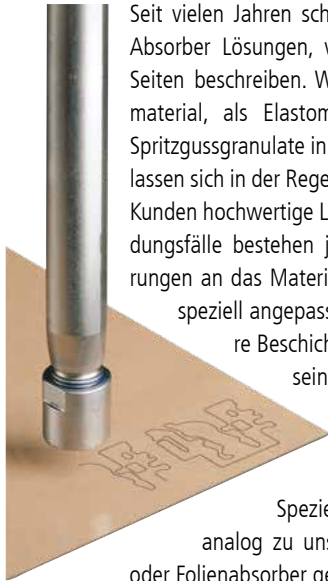 Seit vielen Jahren sch
Absorber Lösungen,
Seiten beschreiben. W
material, als Elastom
Spritzgussgranulate in
lassen sich in der Rege
Kunden hochwertige L
dungsfälle bestehen j
rungen an das Materi
speziell angepass
re Beschich
sein
Spezie
analog zu uns
oder Folienabsorber ge